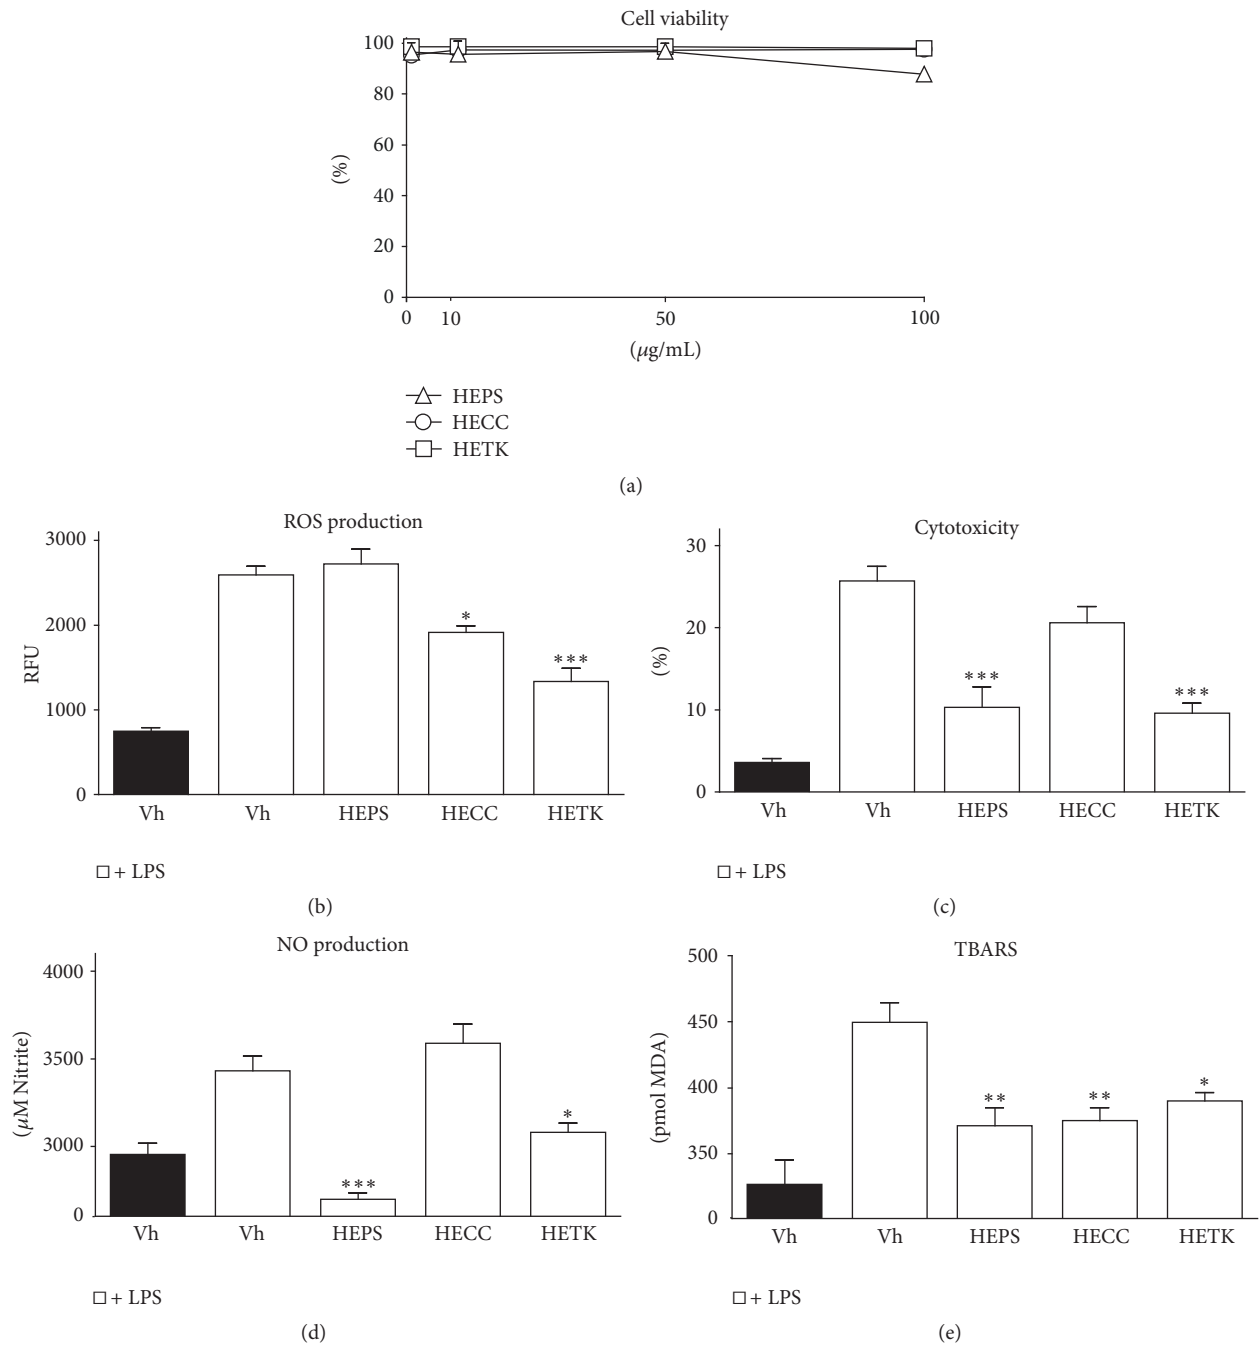 Cell viability
100
80
60
40
20
0
(%)
0 10 50 100
(µg/mL)
HEPS
HECC
HETK
(a)
ROS production
3000
2000
1000
0
RFU
* 
***
Vh Vh HEPS HECC HETK
+ LPS
(b)
Cytotoxicity
30
20
10
0
(%)
***
***
Vh Vh HEPS HECC HETK
+ LPS
(c)
NO production
4000
3500
3000
0
(µM Nitrite)
***
*
Vh Vh HEPS HECC HETK
+ LPS
(d)
TBARS
500
450
400
350
0
(pmol MDA)
** ** *
Vh Vh HEPS HECC HETK
+ LPS
(e)